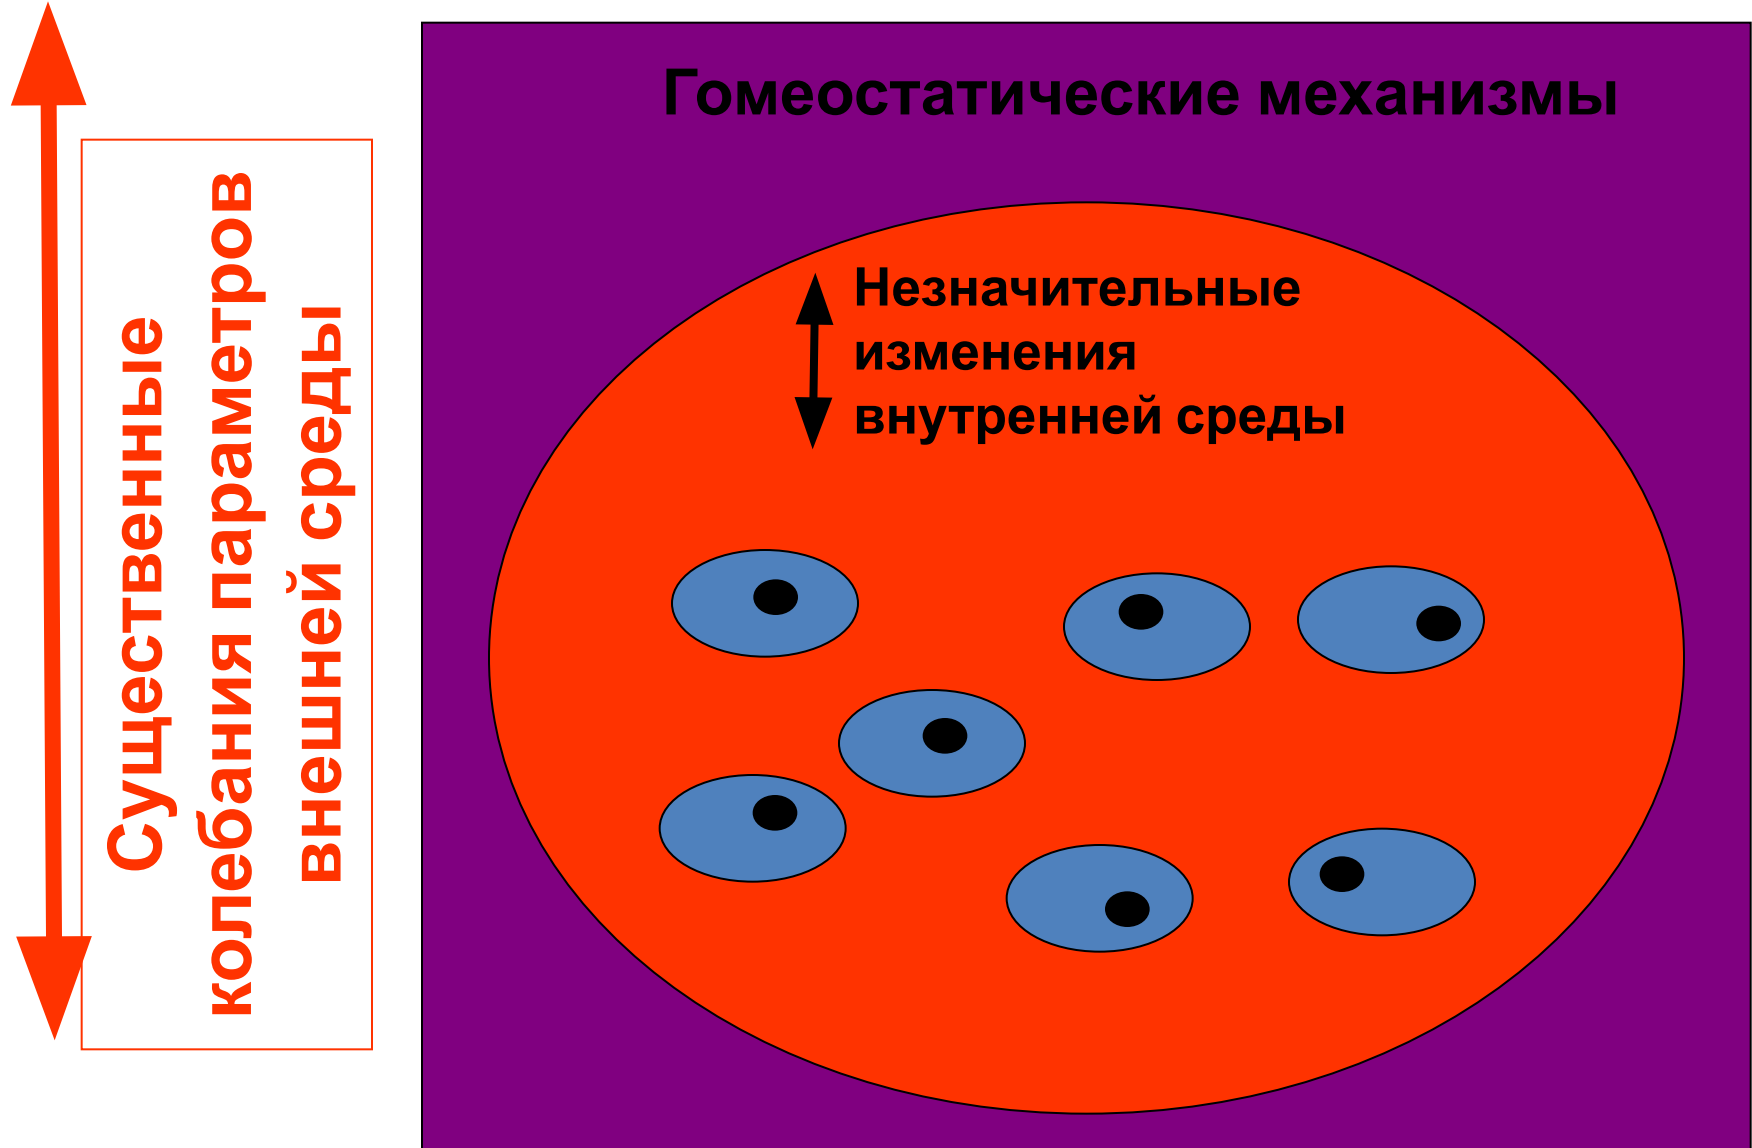 Существенные
колебания параметров
внешней среды
Гомеостатические механизмы
Незначительные
изменения
внутренней среды